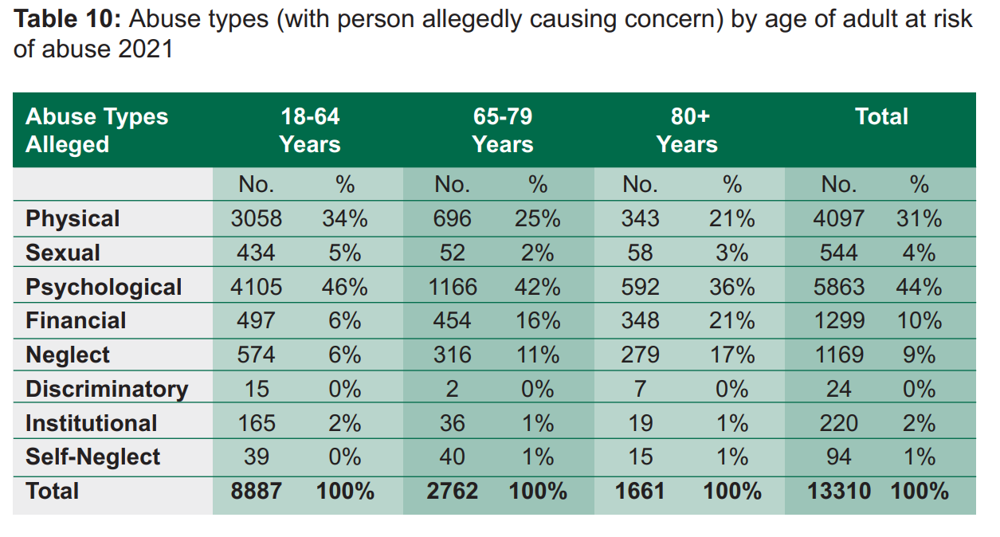 Table 10: Abuse types (with person allegedly causing concern) by age of adult at risk
of abuse 2021
Abuse Types Alleged 18-64 Years 65-79 Years 80+ Years Total
No. % No. % No. % No. %
Physical 3058 34% 696 25% 343 21% 4097 31%
Sexual 434 5% 52 2% 58 3% 544 4%
Psychological 4105 46% 1166 42% 592 36% 5863 44%
Financial 497 6% 454 16% 348 21% 1299 10%
Neglect 574 6% 316 11% 279 17% 1169 9%
Discriminatory 15 0% 2 0% 7 0% 24 0%
Institutional 165 2% 36 1% 19 1% 220 2%
Self-Neglect 39 0% 40 1% 15 1% 94 1%
Total 8887 100% 2762 100% 1661 100% 13310 100%